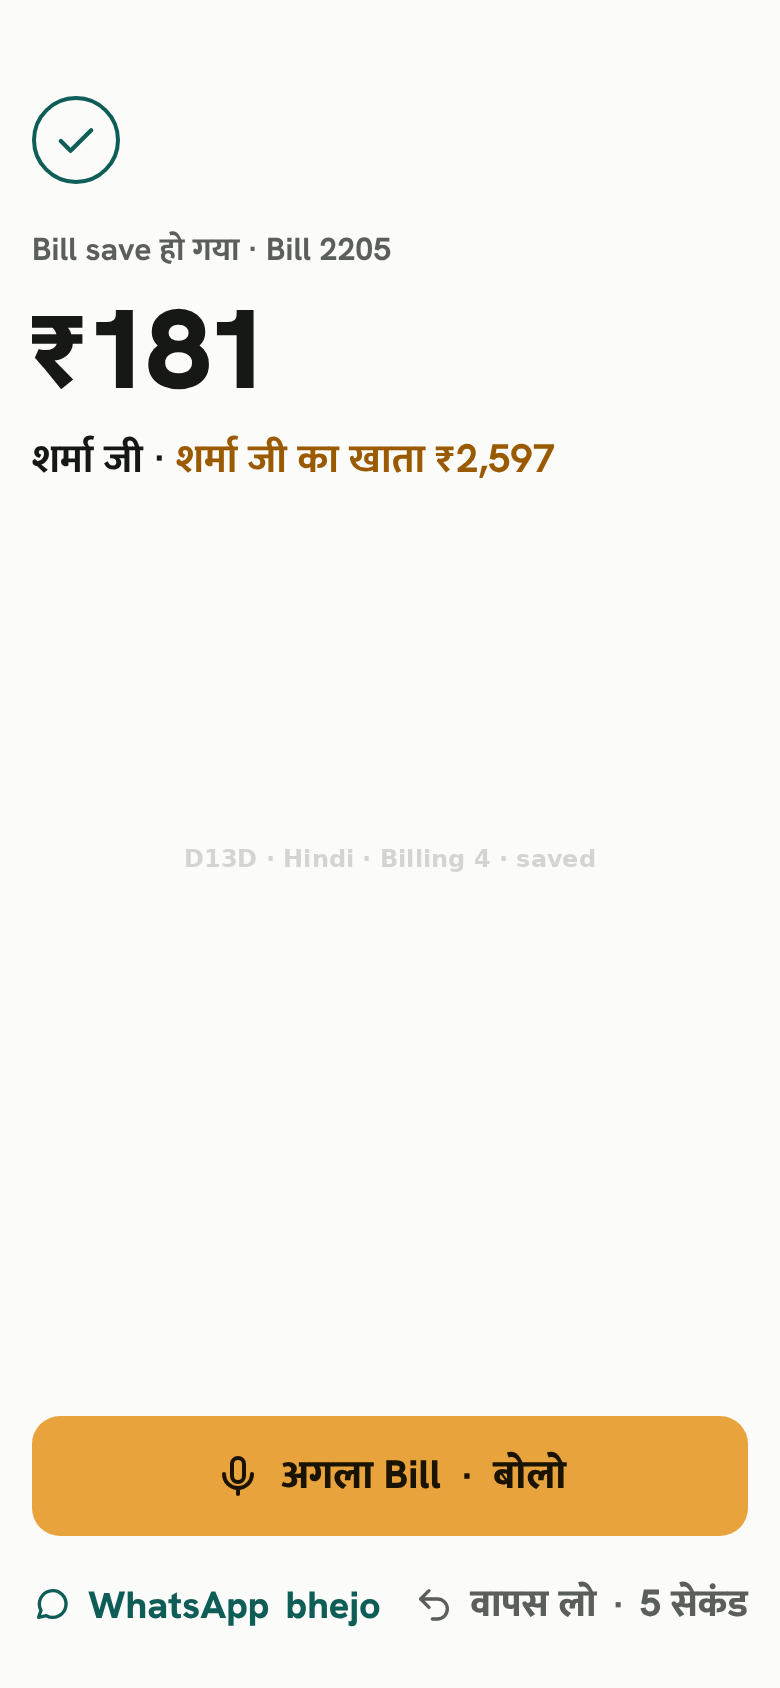 Bill save हो गया · Bill 2205
₹181
शर्मा जी · शर्मा जी का खाता ₹2,597
D13D · Hindi · Billing 4 · saved
अगला Bill · बोलो
WhatsApp bhejo वापस लो · 5 सेकंड